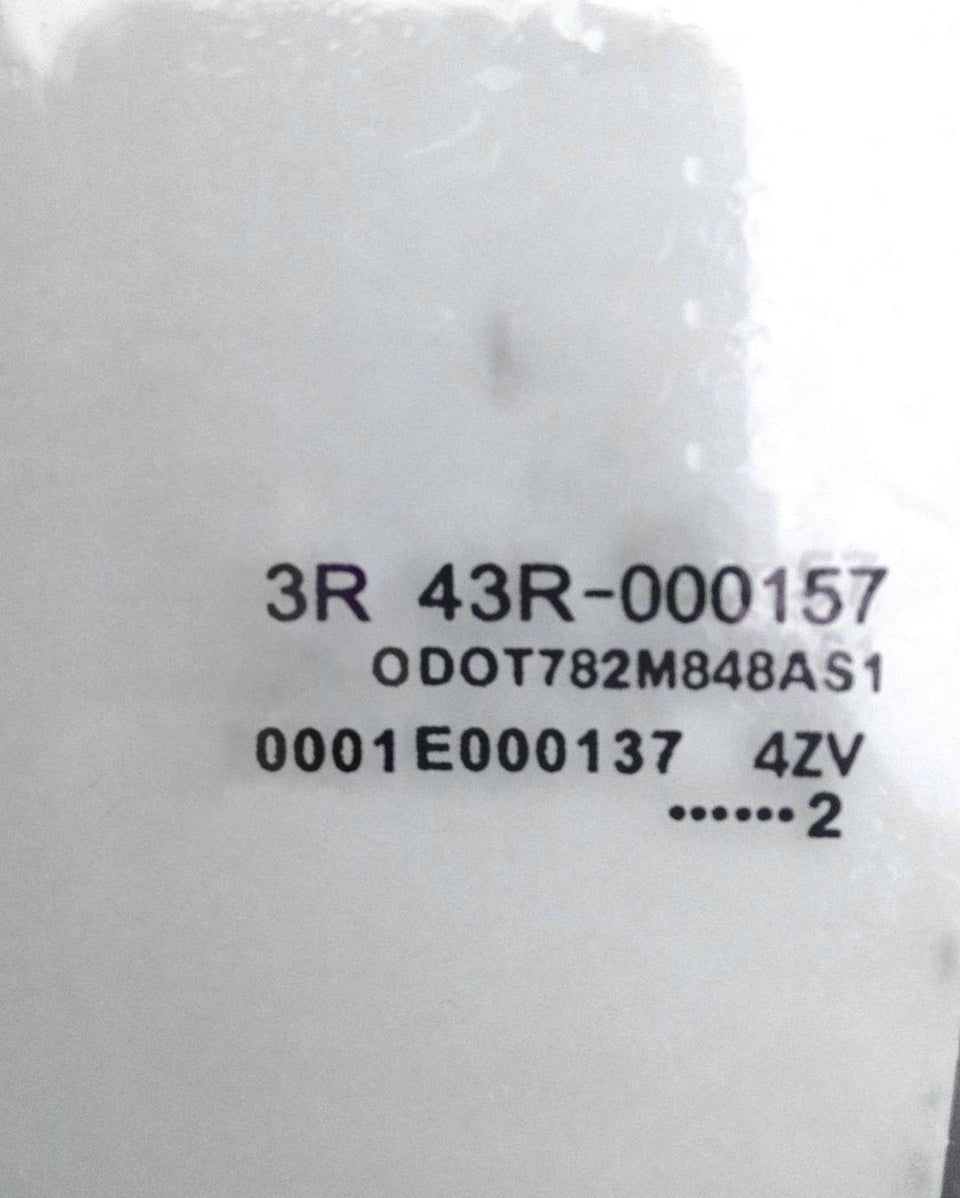 3R 43R-000157
ODOT782M848AS1
0001E000137 4ZV
••••••2